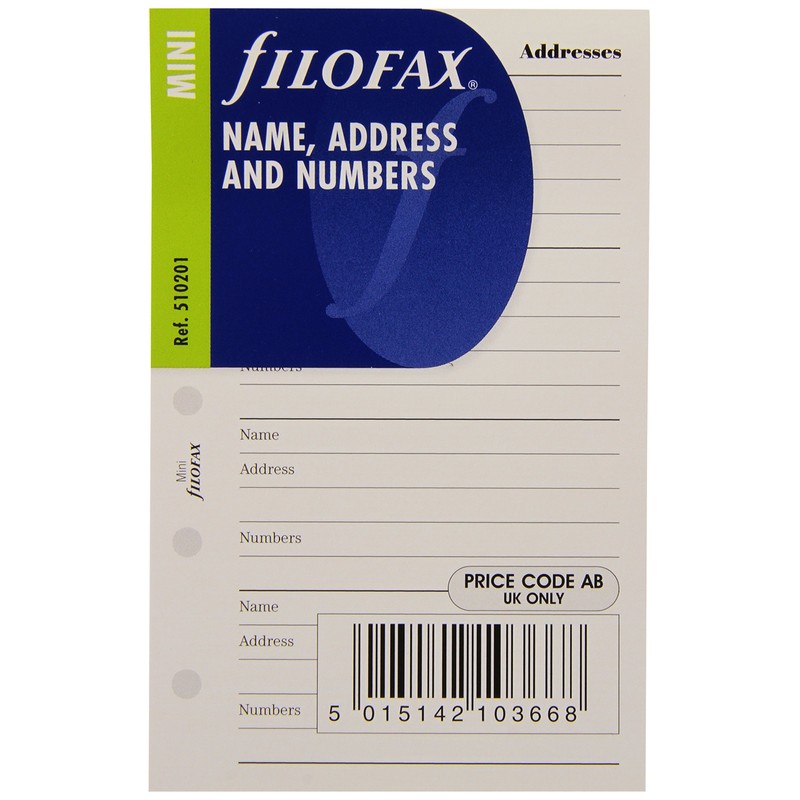 MINI
fILOFAX®
NAME, ADDRESS
AND NUMBERS
Ref. 510201
Addresses
Numbers
Name
Address
Numbers
Mini
fILOFAX
PRICE CODE AB
UK ONLY
Name
Address
Numbers
5 015142 103668